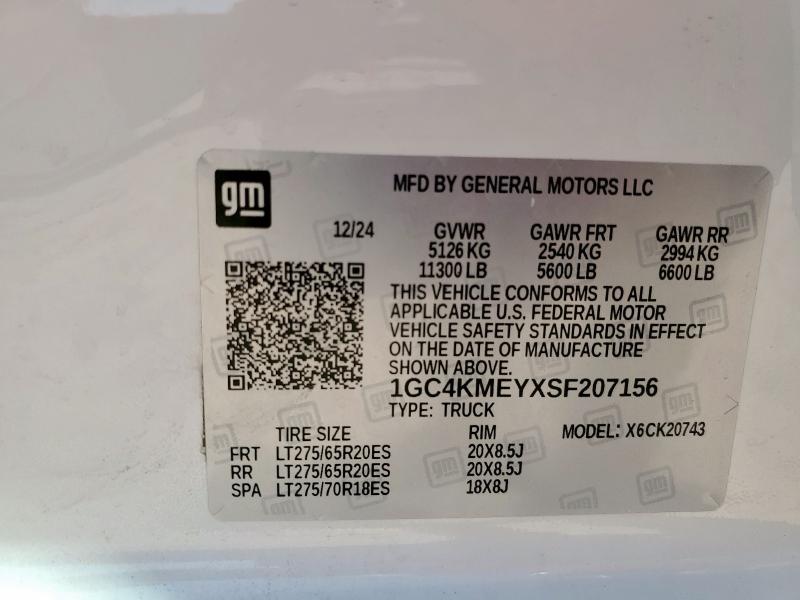 gm
MFD BY GENERAL MOTORS LLC
12/24 GVWR GAWR FRT GAWR RR
5126 KG 2540 KG 2994 KG
11300 LB 5600 LB 6600 LB
THIS VEHICLE CONFORMS TO ALL
APPLICABLE U.S. FEDERAL MOTOR
VEHICLE SAFETY STANDARDS IN EFFECT
ON THE DATE OF MANUFACTURE
SHOWN ABOVE.
1GC4KMEYXSF207156
TYPE: TRUCK
TIRE SIZE RIM MODEL: X6CK20743
FRT LT275/65R20ES 20X8.5J
RR LT275/65R20ES 20X8.5J
SPA LT275/70R18ES 18X8J